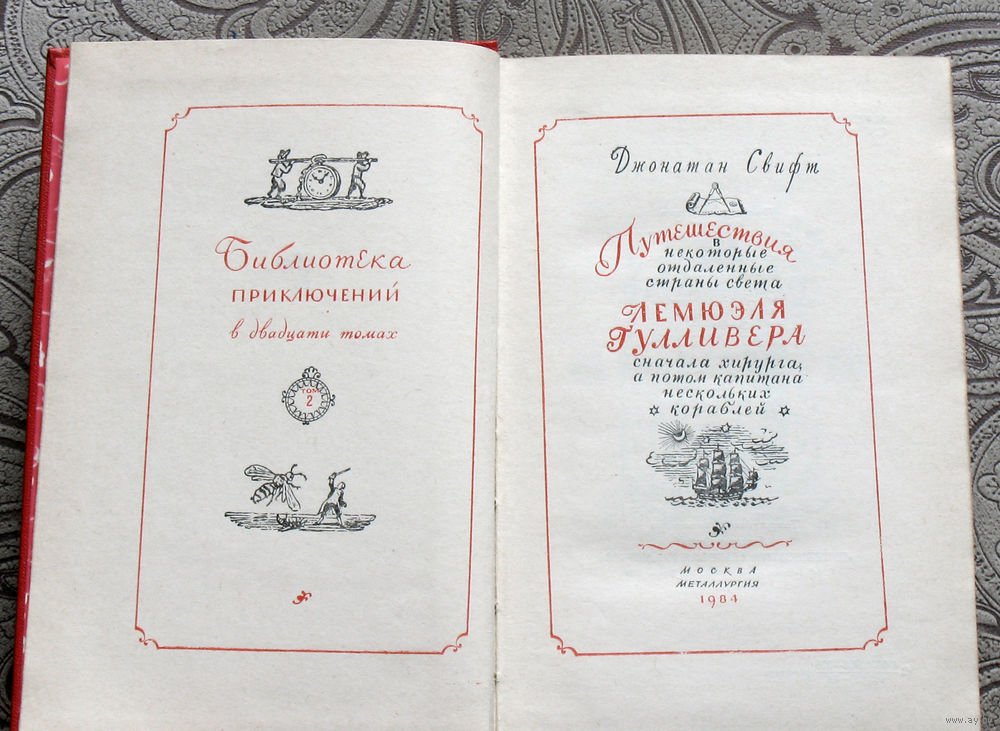 Библиотека
приключений
в двадцати томах
том
2
Джонатан Свифт
Путешествия
в
некоторые
отдаленные
страны света
Лемюэля
Гулливера
сначала хирурга,
а потом капитана
нескольких
кораблей
Москва
Металлургия
1984